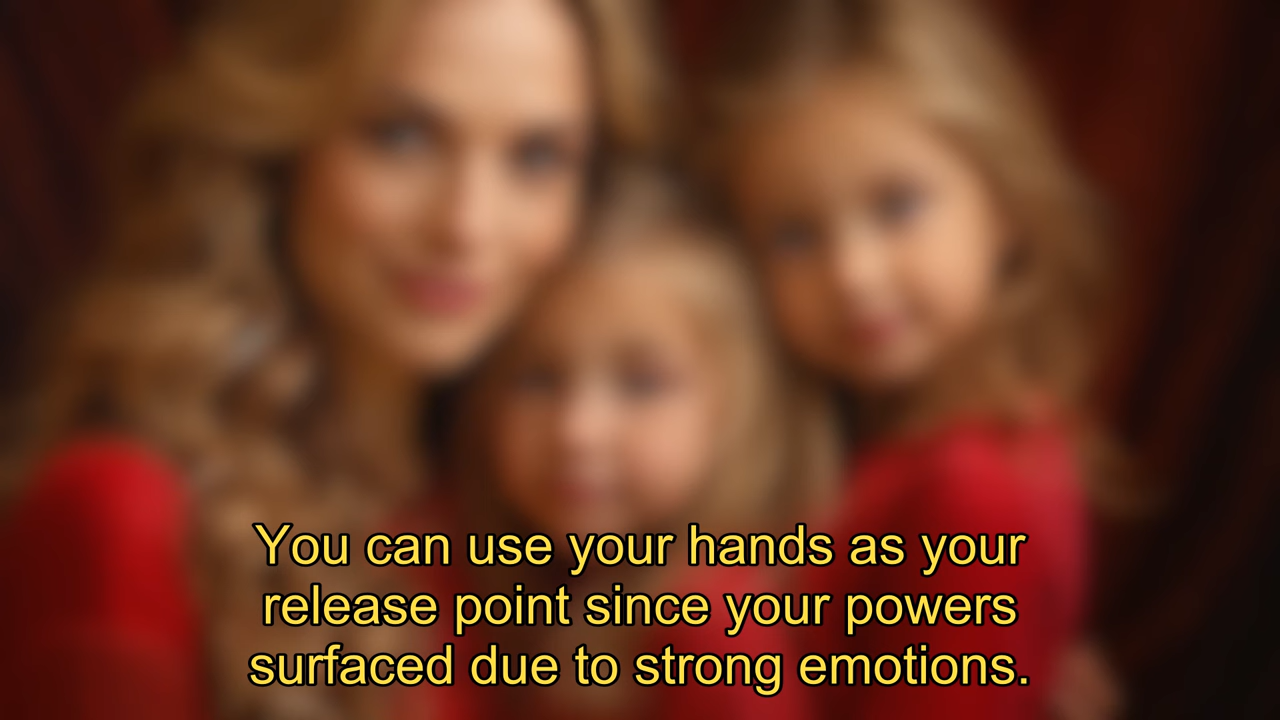 You can use your hands as your
release point since your powers
surfaced due to strong emotions.